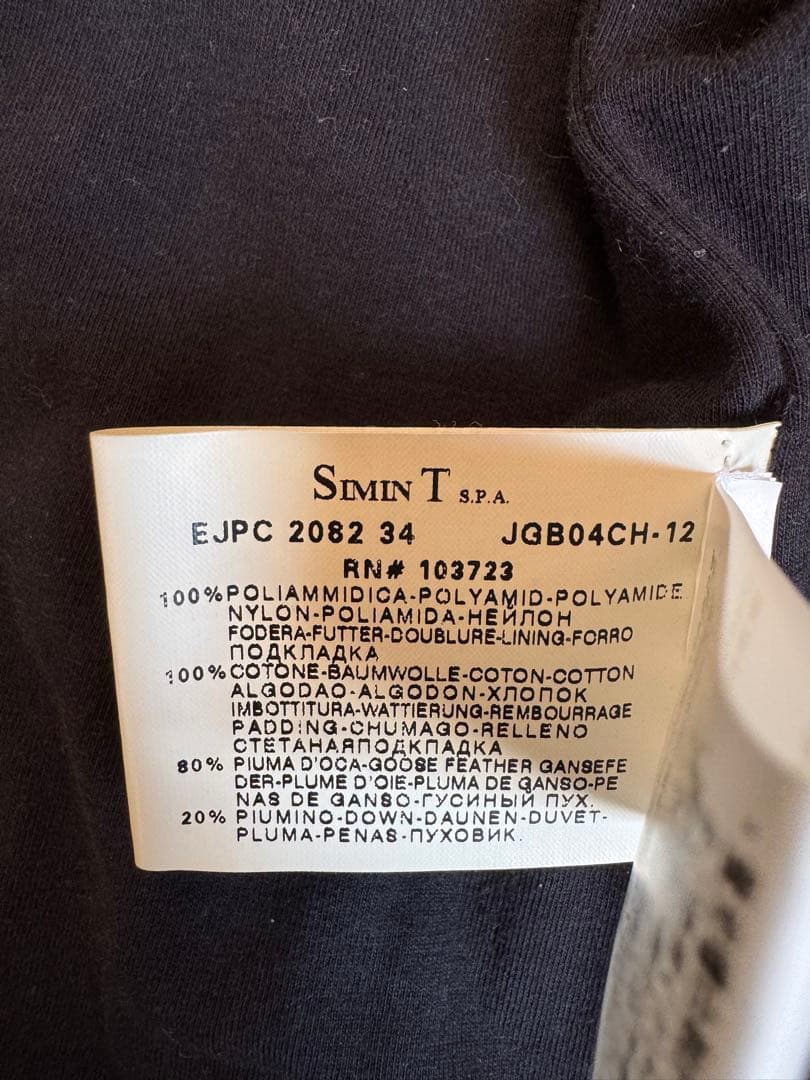 SIMIN T S.P.A.
EJPC 2082 34 JGB04CH-12
RN# 103723
100% POLIAMMIDICA-POLYAMID-POLYAMIDE
NYLON-POLIAMIDA-НЕЙЛОН
FODERA-FUTTER-DOUBLURE-LINING-FORRO
ПОДКЛАДКА
100% COTONE-BAUMWOLLE-COTON-COTTON
ALGODAO-ALGODON-ХЛОПОК
IMBOTTITURA-WATTIERUNG-REMBOURRAGE
PADDING-CHUMAGO-RELLENO
СТЕТАНАЯПОДКПАДКА
80% PIUMA D'OCA-GOOSE FEATHER GANSEFE
DER-PLUME D'OIE-PLUMA DE GANSO-PE
NAS DE GANSO-ГУСИНЫЙ ПУХ.
20% PIUMINO-DOWN-DAUNEN-DUVET-
PLUMA-PENAS-ПУХОВИК.